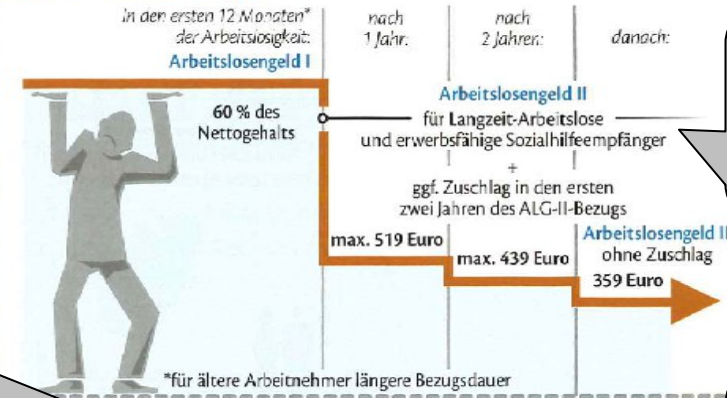 In den ersten 12 Monaten*
der Arbeitslosigkeit:
Arbeitslosengeld I
nach
1 Jahr:
nach
2 Jahren:
danach:
60 % des
Nettogehalts
Arbeitslosengeld II
für Langzeit-Arbeitslose
und erwerbsfähige Sozialhilfeempfänger
+
ggf. Zuschlag in den ersten
zwei Jahren des ALG-II-Bezugs
max. 519 Euro
max. 439 Euro
Arbeitslosengeld II
ohne Zuschlag
359 Euro
*für ältere Arbeitnehmer längere Bezugsdauer